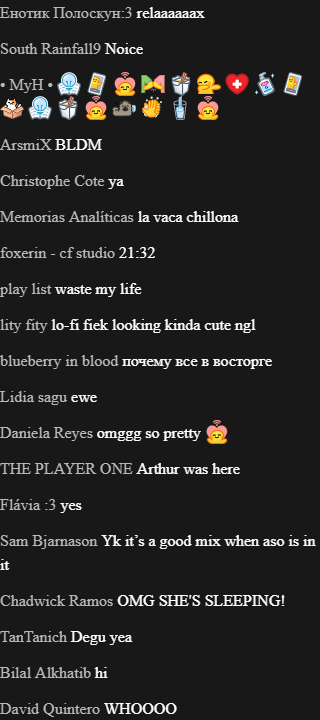 Енотик Полоскун:3 relaaaaaax
South Rainfall9 Noice
• MyH •
ArsmiX BLDM
Christophe Cote ya
Memorias Analíticas la vaca chillona
foxerin - cf studio 21:32
play list waste my life
lity fity lo-fi fiek looking kinda cute ngl
blueberry in blood почему все в восторге
Lidia sagu ewe
Daniela Reyes omggg so pretty
THE PLAYER ONE Arthur was here
Flávia :3 yes
Sam Bjarnason Yk it’s a good mix when aso is in
it
Chadwick Ramos OMG SHE'S SLEEPING!
TanTanich Degu yea
Bilal Alkhatib hi
David Quintero WHOOOO